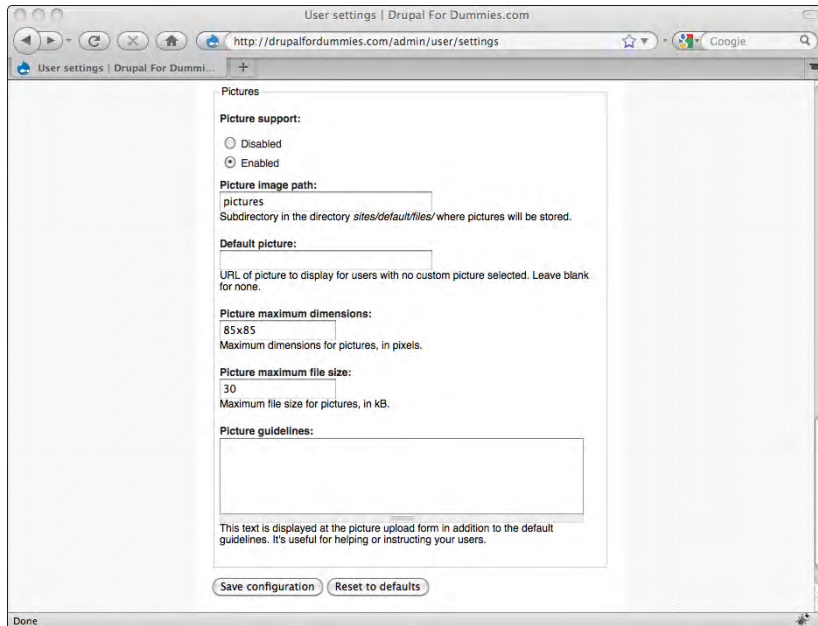 User settings | Drupal For Dummies.com
http://drupalfordummies.com/admin/user/settings
Google
User settings | Drupal For Dummi...
Pictures
Picture support:
Disabled
Enabled
Picture image path:
pictures
Subdirectory in the directory sites/default/files/ where pictures will be stored.
Default picture:
URL of picture to display for users with no custom picture selected. Leave blank
for none.
Picture maximum dimensions:
85x85
Maximum dimensions for pictures, in pixels.
Picture maximum file size:
30
Maximum file size for pictures, in kB.
Picture guidelines:
This text is displayed at the picture upload form in addition to the default
guidelines. It's useful for helping or instructing your users.
Save configuration Reset to defaults
Done